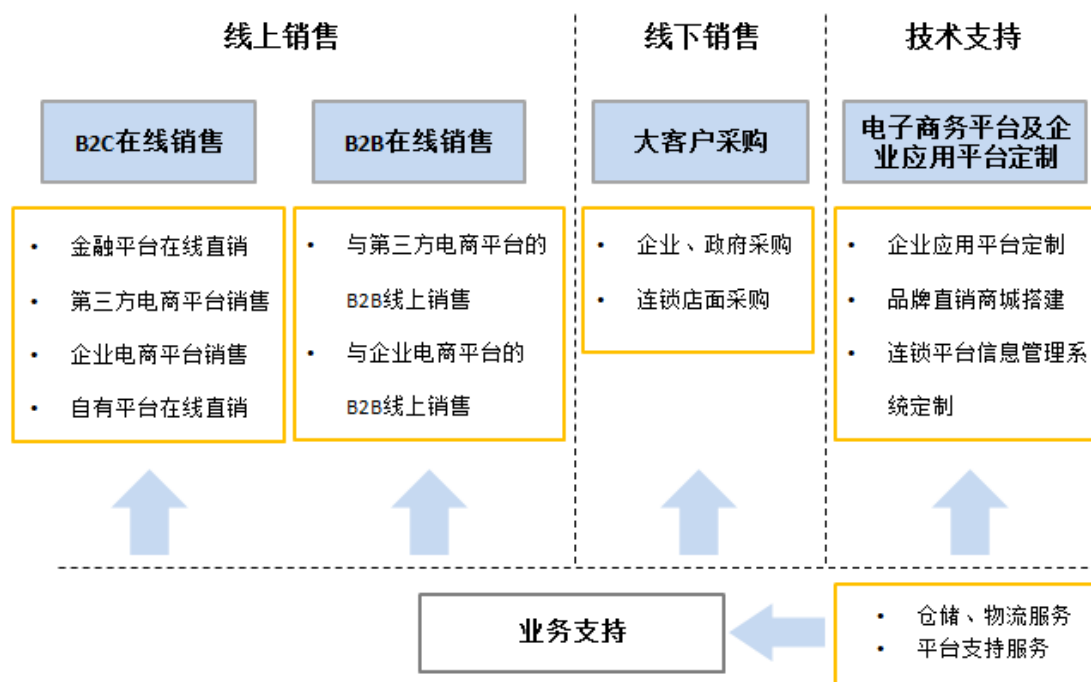 线上销售
线下销售
技术支持
B2C在线销售
B2B在线销售
大客户采购
电子商务平台及企
业应用平台定制
• 金融平台在线直销
• 第三方电商平台销售
• 企业电商平台销售
• 自有平台在线直销
• 与第三方电商平台的
B2B线上销售
• 与企业电商平台的
B2B线上销售
• 企业、政府采购
• 连锁店面采购
• 企业应用平台定制
• 品牌直销商城搭建
• 连锁平台信息管理系
统定制
业务支持
• 仓储、物流服务
• 平台支持服务